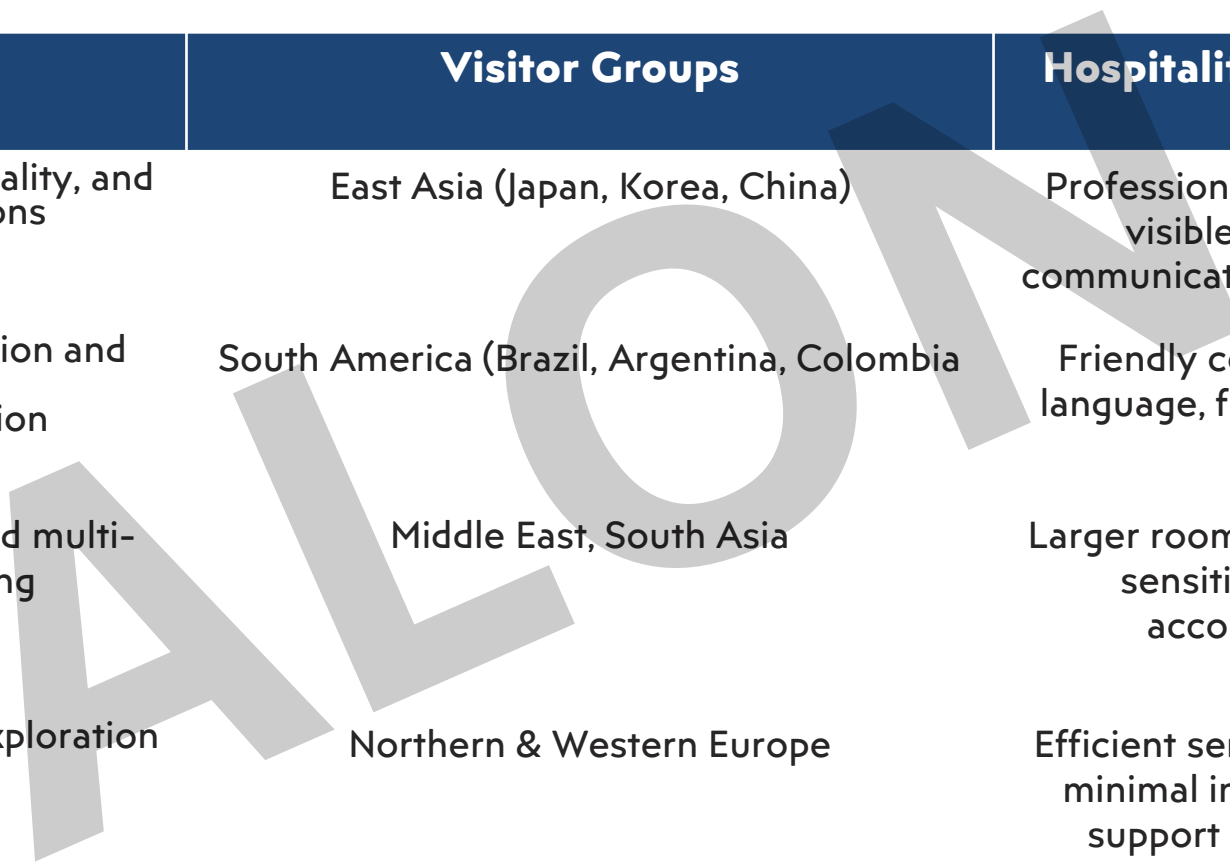 Visitor Groups
Hospitalit
ality, and
ons
East Asia (Japan, Korea, China)
Profession
visible
communicat
ion and
ion
South America (Brazil, Argentina, Colombia
Friendly c
language, f
d multi-
ng
Middle East, South Asia
Larger room
sensiti
acco
xploration
Northern & Western Europe
Efficient se
minimal in
support
ALON